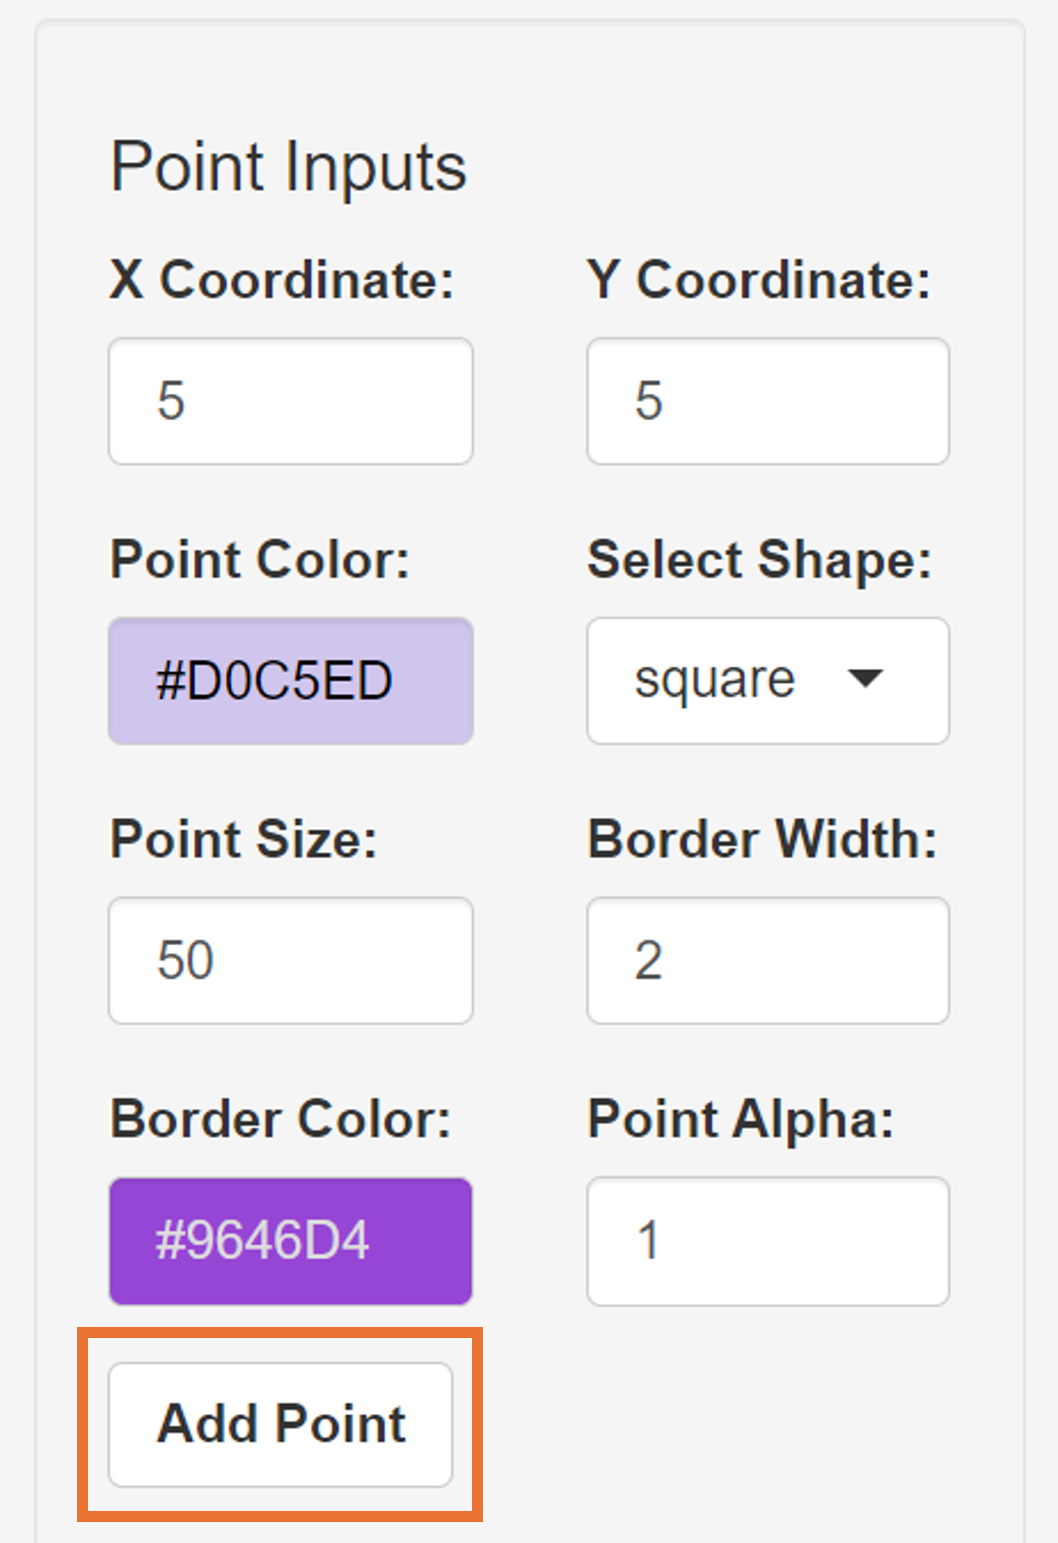 Point Inputs
X Coordinate: Y Coordinate:
5 5
Point Color: Select Shape:
#D0C5ED square
Point Size: Border Width:
50 2
Border Color: Point Alpha:
#9646D4 1
Add Point